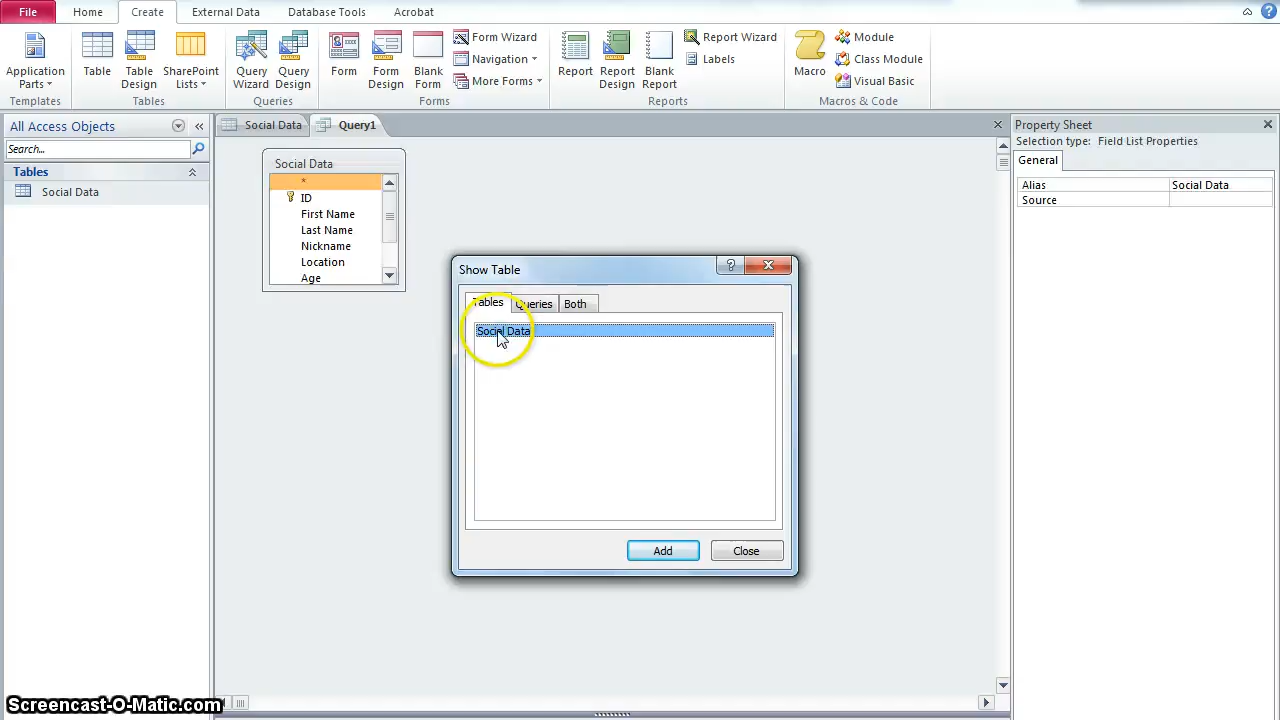 File Home Create External Data Database Tools Acrobat
Application Parts
Table
Table Design
SharePoint Lists
Query Wizard
Query Design
Form
Form Design
Blank Form
Form Wizard
Navigation
More Forms
Report
Report Design
Blank Report
Report Wizard
Labels
Macro
Module
Class Module
Visual Basic
Templates Tables Queries Forms Reports Macros & Code
All Access Objects
Search...
Tables
Social Data
Social Data Query1
Social Data
*
ID
First Name
Last Name
Nickname
Location
Age
Show Table
Tables Queries Both
Social Data
Add Close
Property Sheet
Selection type: Field List Properties
General
Alias Social Data
Source
Screencast-O-Matic.com